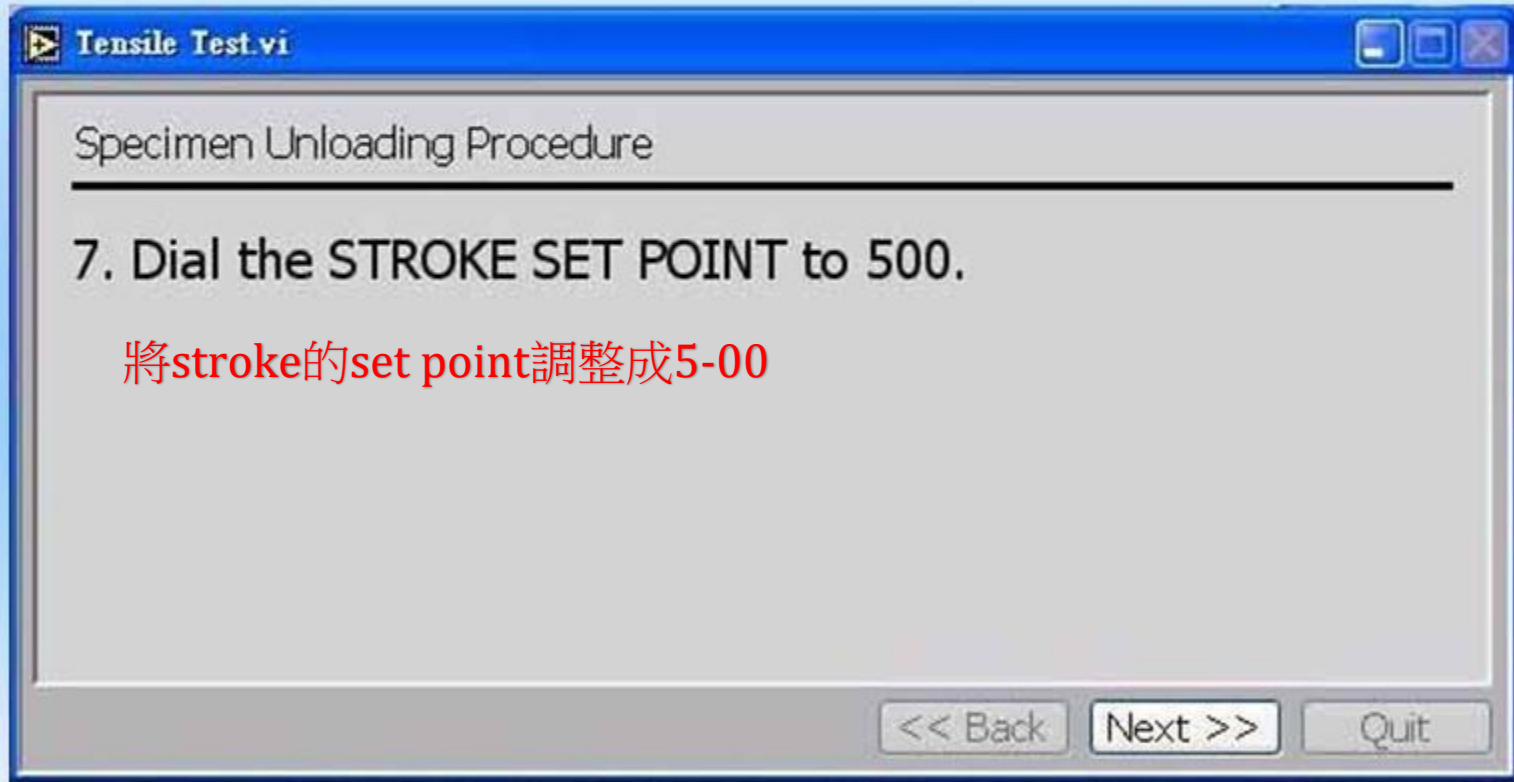 Tensile Test.vi
Specimen Unloading Procedure
7. Dial the STROKE SET POINT to 500.
將stroke的set point調整成5-00
<< Back Next >> Quit